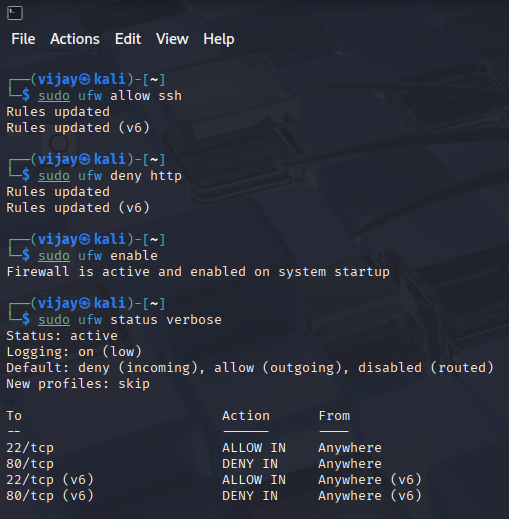 File Actions Edit View Help
┌──(vijay㉿kali)-[~]
└─$ sudo ufw allow ssh
Rules updated
Rules updated (v6)
┌──(vijay㉿kali)-[~]
└─$ sudo ufw deny http
Rules updated
Rules updated (v6)
┌──(vijay㉿kali)-[~]
└─$ sudo ufw enable
Firewall is active and enabled on system startup
┌──(vijay㉿kali)-[~]
└─$ sudo ufw status verbose
Status: active
Logging: on (low)
Default: deny (incoming), allow (outgoing), disabled (routed)
New profiles: skip
To                         Action      From
--                         ------      ----
22/tcp                     ALLOW IN    Anywhere
80/tcp                     DENY IN     Anywhere
22/tcp (v6)                ALLOW IN    Anywhere (v6)
80/tcp (v6)                DENY IN     Anywhere (v6)